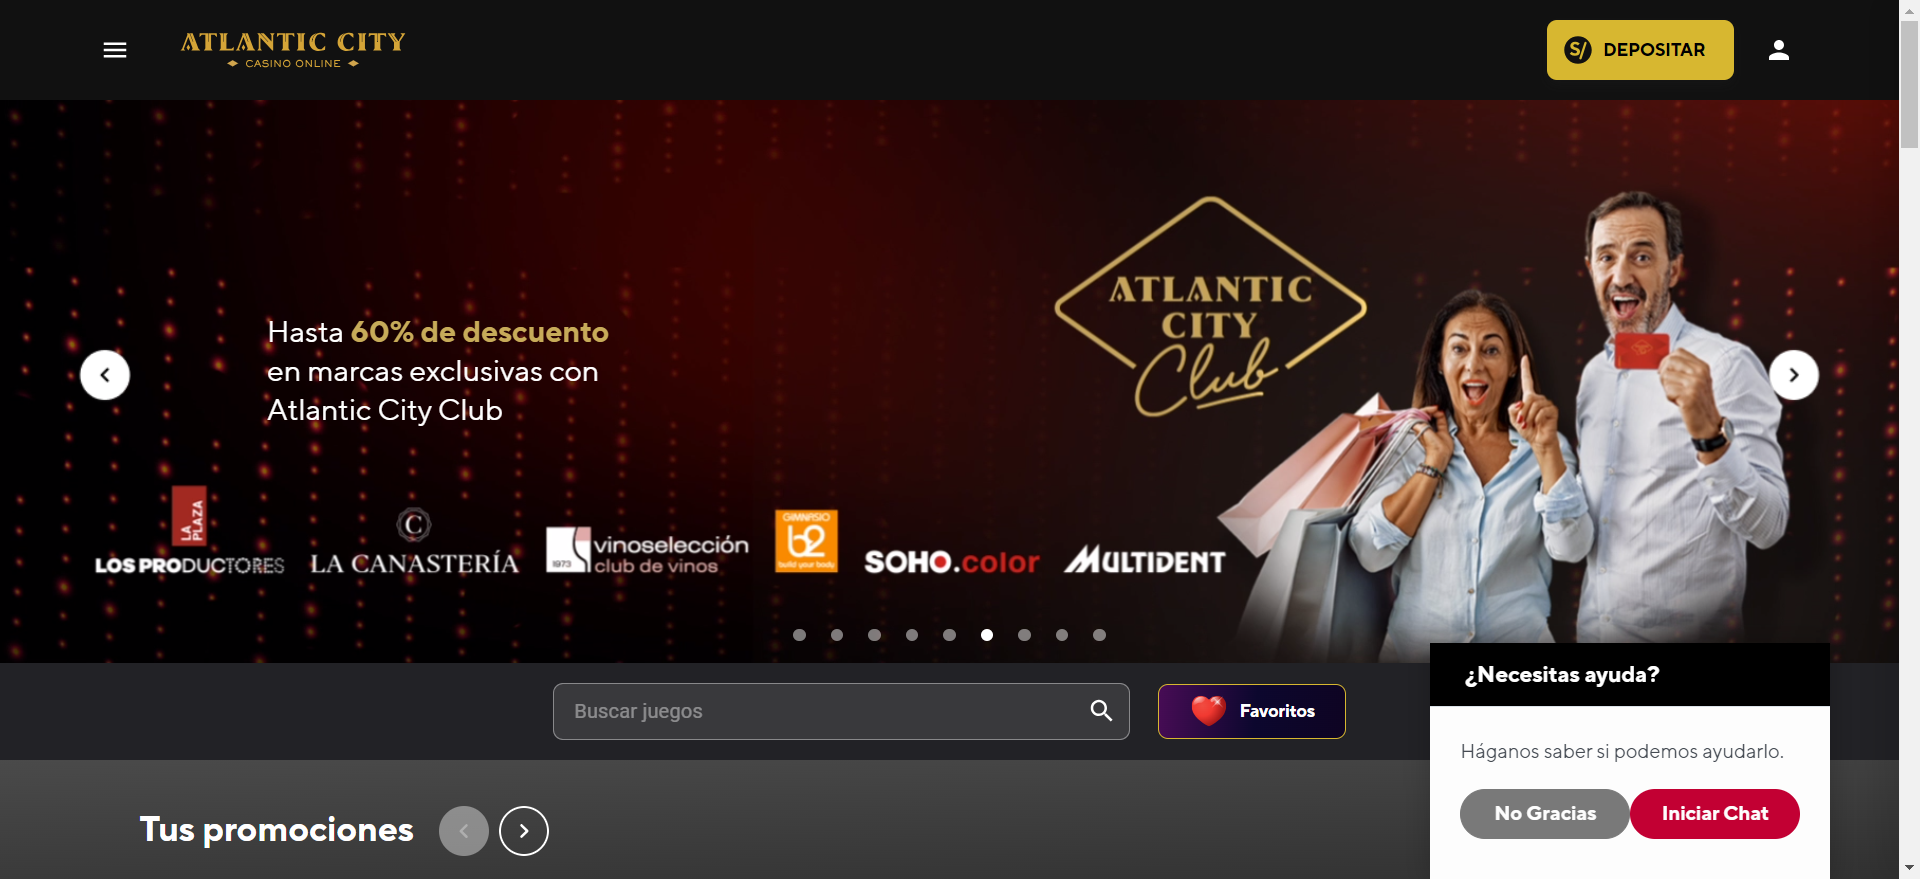 ATLANTIC CITY
CASINO ONLINE
S/ DEPOSITAR
Hasta 60% de descuento
en marcas exclusivas con
Atlantic City Club
ATLANTIC
CITY
Club
LA PLAZA
LOS PRODUCTORES
C
LA CANASTERÍA
1973
vinoselección
club de vinos
GIMNASIO
b2
build your body
SOHO.color
MULTIDENT
Buscar juegos
Favoritos
Tus promociones
¿Necesitas ayuda?
Háganos saber si podemos ayudarlo.
No Gracias
Iniciar Chat